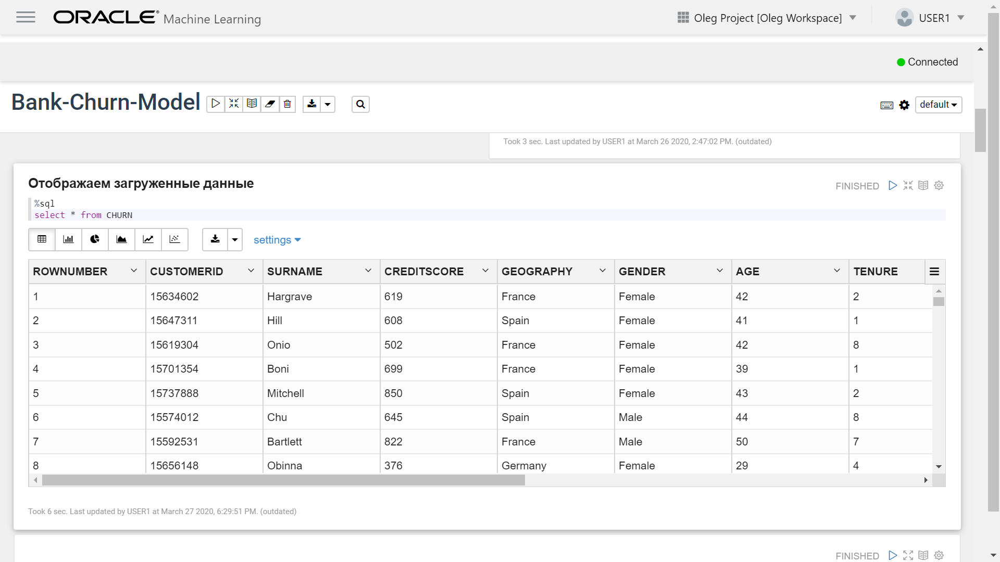 ORACLE® Machine Learning
Oleg Project [Oleg Workspace]
USER1
Connected
Bank-Churn-Model
default
Took 3 sec. Last updated by USER1 at March 26 2020, 2:47:02 PM. (outdated)
Отображаем загруженные данные
FINISHED
%sql
select * from CHURN
settings
ROWNUMBER CUSTOMERID SURNAME CREDITSCORE GEOGRAPHY GENDER AGE TENURE
1 15634602 Hargrave 619 France Female 42 2
2 15647311 Hill 608 Spain Female 41 1
3 15619304 Onio 502 France Female 42 8
4 15701354 Boni 699 France Female 39 1
5 15737888 Mitchell 850 Spain Female 43 2
6 15574012 Chu 645 Spain Male 44 8
7 15592531 Bartlett 822 France Male 50 7
8 15656148 Obinna 376 Germany Female 29 4
Took 6 sec. Last updated by USER1 at March 27 2020, 6:29:51 PM. (outdated)
FINISHED